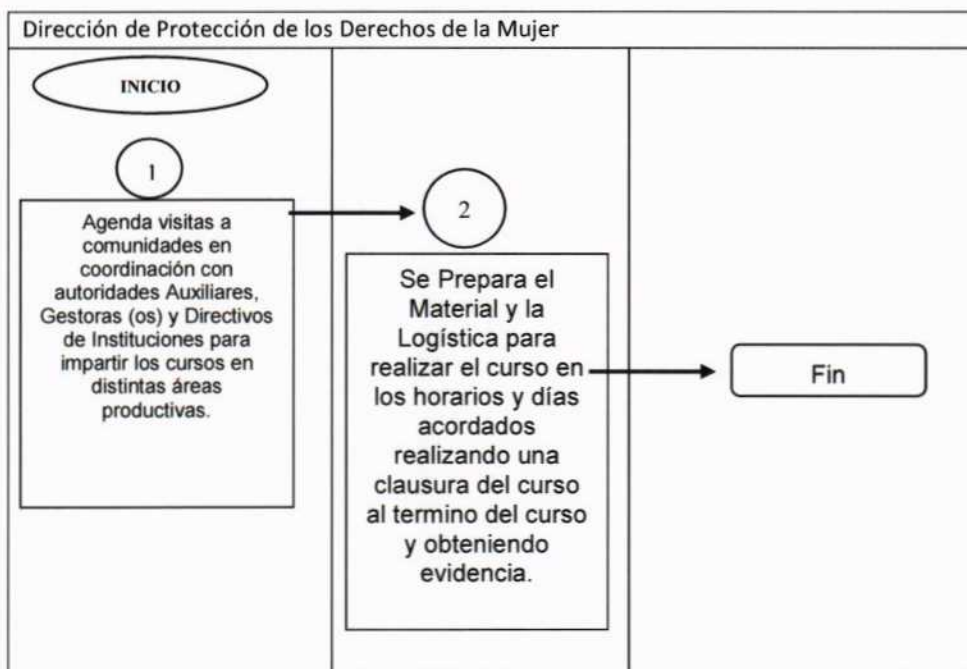 Dirección de Protección de los Derechos de la Mujer
INICIO
1
Agenda visitas a
comunidades en
coordinación con
autoridades Auxiliares,
Gestoras (os) y Directivos
de Instituciones para
impartir los cursos en
distintas áreas
productivas.
2
Se Prepara el
Material y la
Logística para
realizar el curso en
los horarios y días
acordados
realizando una
clausura del curso
al termino del curso
y obteniendo
evidencia.
Fin